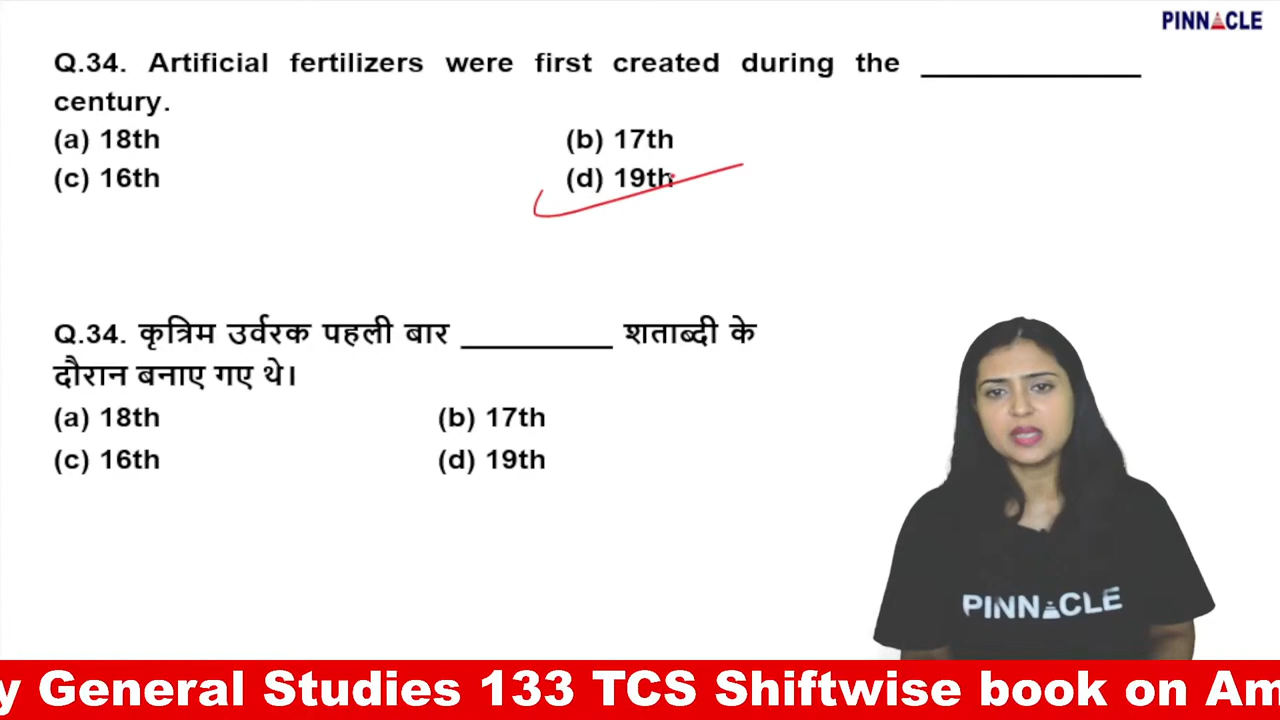 PINNACLE
Q.34. Artificial fertilizers were first created during the ______________
century.
(a) 18th (b) 17th
(c) 16th (d) 19th
Q.34. कृत्रिम उर्वरक पहली बार __________ शताब्दी के
दौरान बनाए गए थे।
(a) 18th (b) 17th
(c) 16th (d) 19th
PINNACLE
y General Studies 133 TCS Shiftwise book on Am